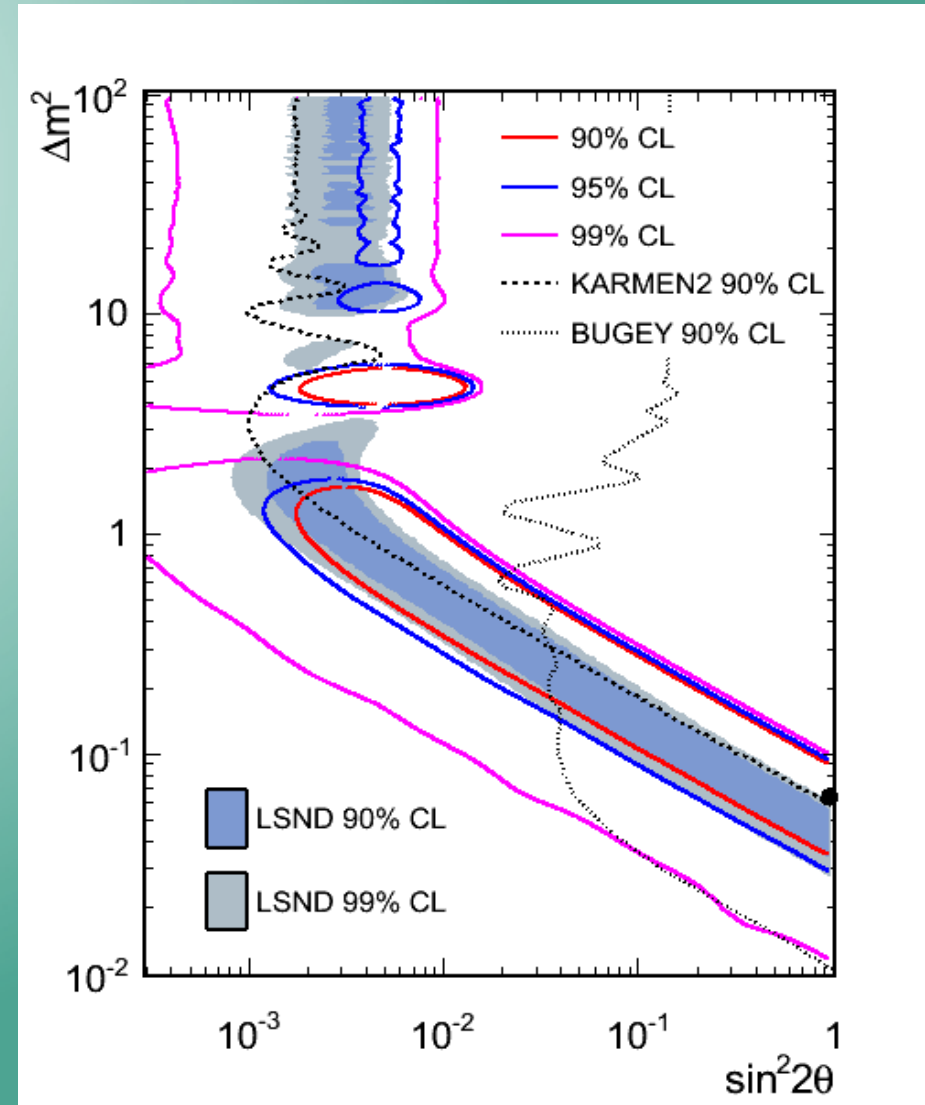 Δm²
10²
10
1
10⁻¹
10⁻²
90% CL
95% CL
99% CL
KARMEN2 90% CL
BUGEY 90% CL
LSND 90% CL
LSND 99% CL
10⁻³
10⁻²
10⁻¹
1
sin²2θ